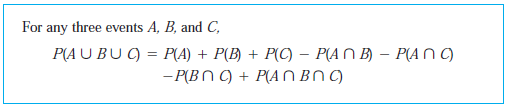 For any three events A, B, and C,
P(A ∪ B ∪ C) = P(A) + P(B) + P(C) − P(A ∩ B) − P(A ∩ C)
−P(B ∩ C) + P(A ∩ B ∩ C)